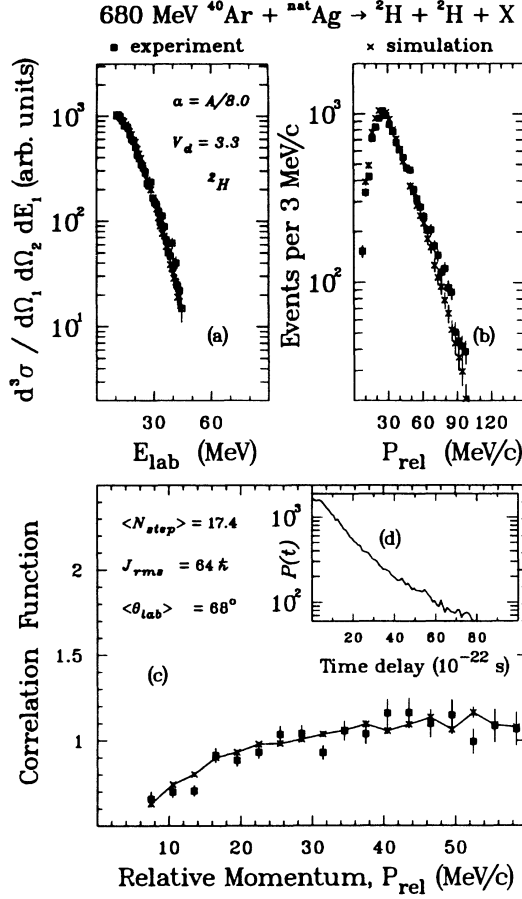 680 MeV ⁴⁰Ar + ⁿᵃᵗAg → ²H + ²H + X
■ experiment
× simulation
d³σ / dΩ₁ dΩ₂ dE₁ (arb. units)
10³
10²
10¹
a = A/8.0
V_d = 3.3
²H
(a)
30 60
E_lab (MeV)
Events per 3 MeV/c
10³
10²
(b)
30 60 90 120
P_rel (MeV/c)
Correlation Function
2
1.5
1
<N_step> = 17.4
J_rms = 64 ℏ
<θ_lab> = 68°
(c)
P(t)
10³
10²
(d)
20 40 60 80
Time delay (10⁻²² s)
10 20 30 40 50
Relative Momentum, P_rel (MeV/c)